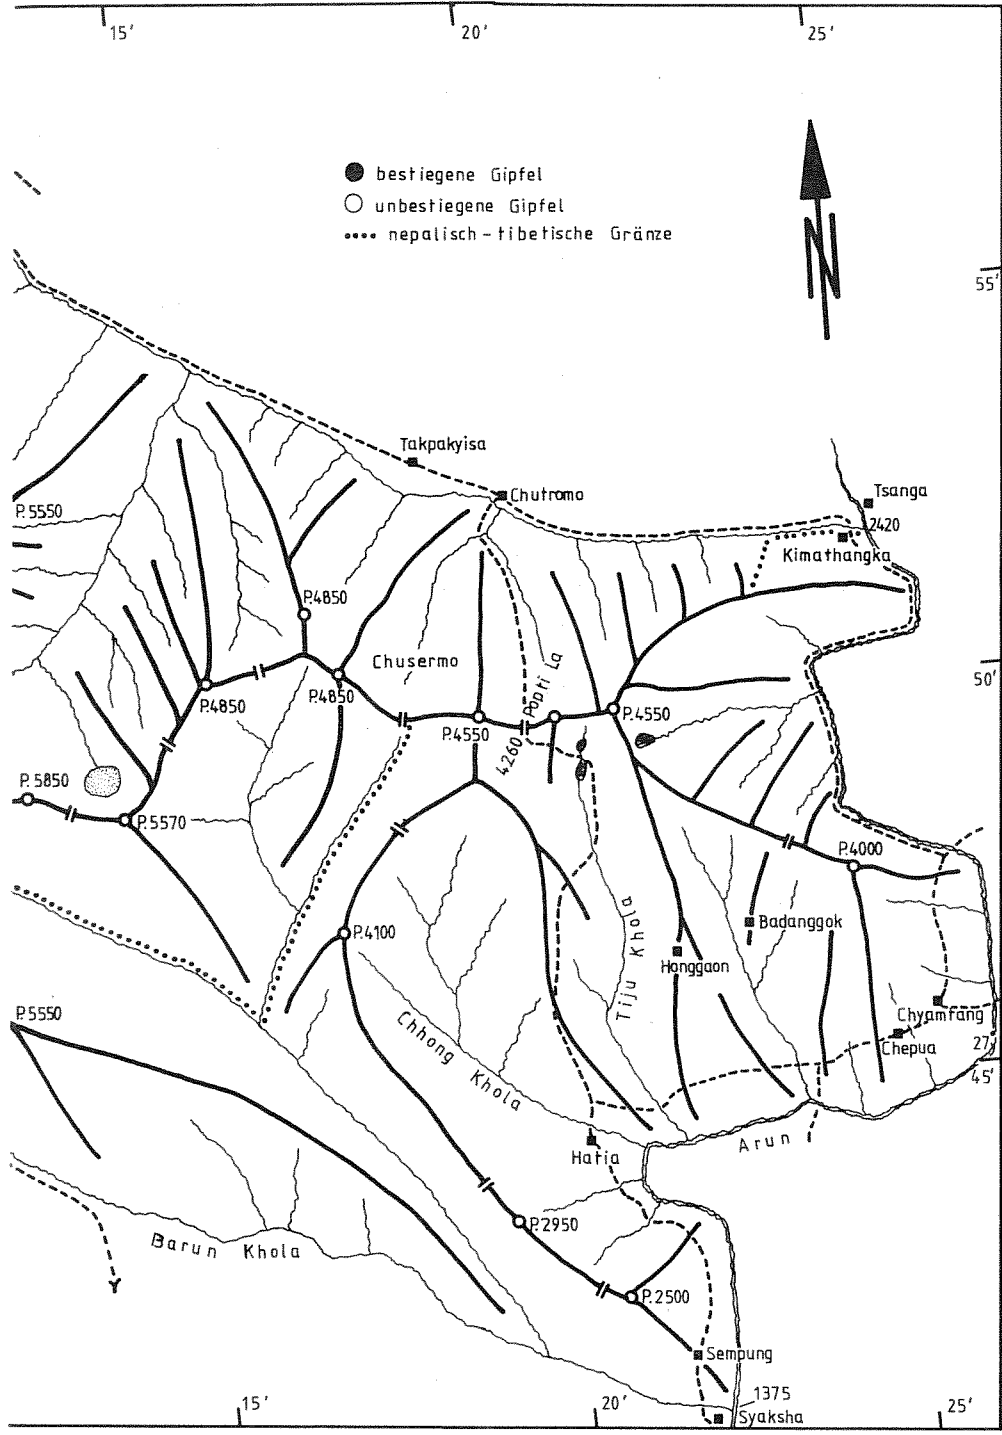 15'
20'
25'
bestiegene Gipfel
unbestiegene Gipfel
nepalisch-tibetische Gränze
N
55'
Takpakyisa
Chutroma
Tsanga
2420
Kimathangka
P.5550
P.4850
Chusermo
P.4850
P.4850
50'
Popti La
4260
P.4550
P.4550
P.5850
P.5570
P.4000
P.4100
Badanggok
Honggaon
Tiju Khola
Chyamfang
Chepua
27
45'
P.5550
Chhong Khola
Arun
Hatia
P.2950
Barun Khola
P.2500
Sempung
1375
Syaksha
15'
20'
25'